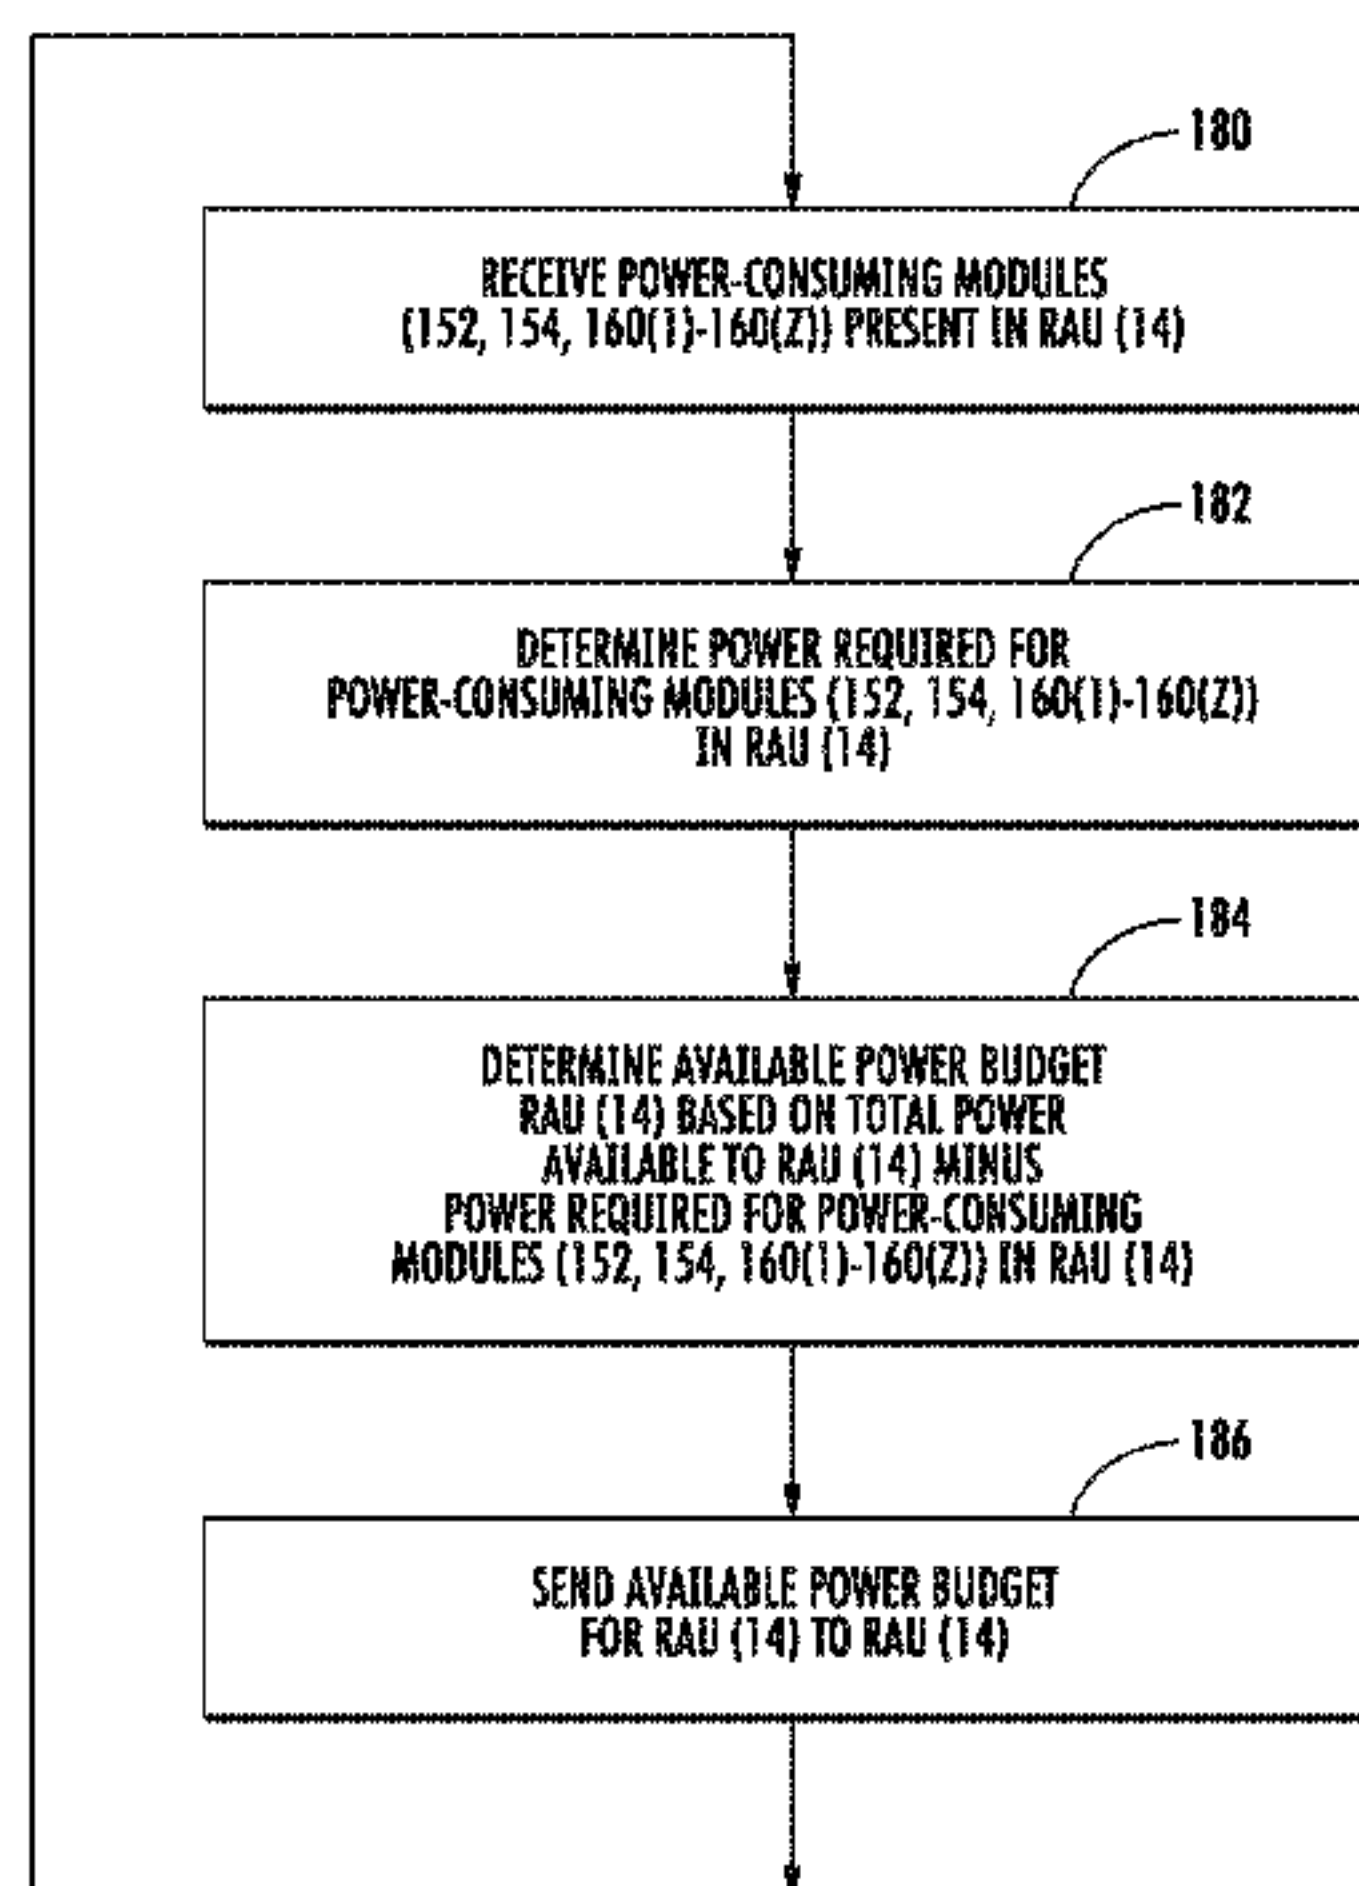 180
RECEIVE POWER-CONSUMING MODULES
(152, 154, 160(1)-160(Z)) PRESENT IN RAU (14)
182
DETERMINE POWER REQUIRED FOR
POWER-CONSUMING MODULES (152, 154, 160(1)-160(Z))
IN RAU (14)
184
DETERMINE AVAILABLE POWER BUDGET
RAU (14) BASED ON TOTAL POWER
AVAILABLE TO RAU (14) MINUS
POWER REQUIRED FOR POWER-CONSUMING
MODULES (152, 154, 160(1)-160(Z)) IN RAU (14)
186
SEND AVAILABLE POWER BUDGET
FOR RAU (14) TO RAU (14)